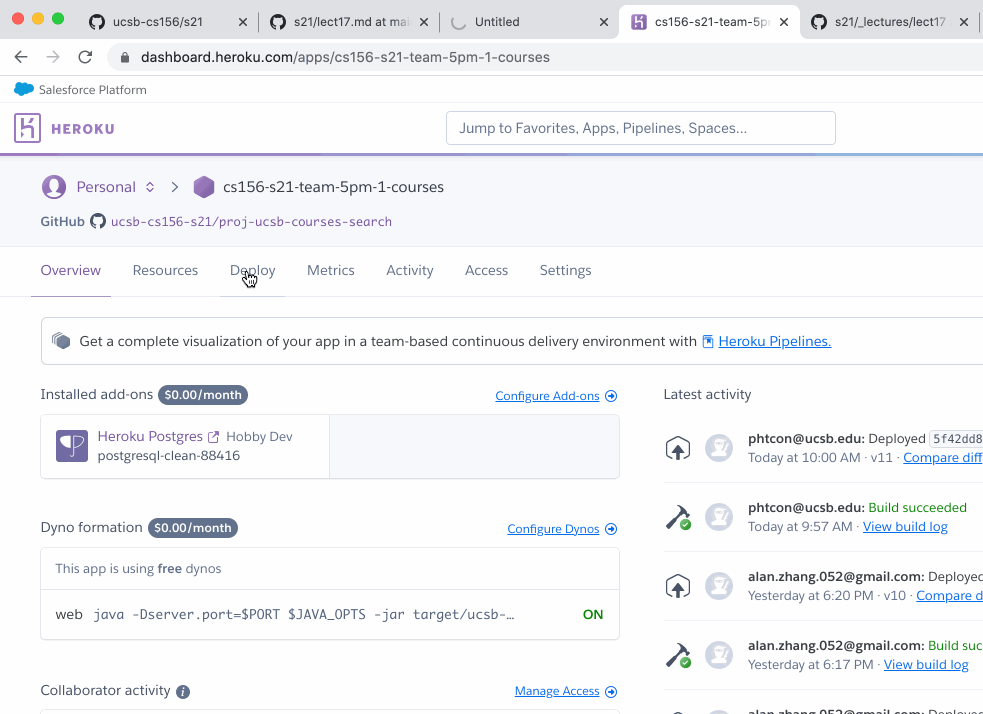 ucsb-cs156/s21
s21/lect17.md at mai
Untitled
cs156-s21-team-5p
s21/_lectures/lect17
dashboard.heroku.com/apps/cs156-s21-team-5pm-1-courses
Salesforce Platform
HEROKU
Jump to Favorites, Apps, Pipelines, Spaces...
Personal
cs156-s21-team-5pm-1-courses
GitHub ucsb-cs156-s21/proj-ucsb-courses-search
Overview Resources Deploy Metrics Activity Access Settings
Get a complete visualization of your app in a team-based continuous delivery environment with Heroku Pipelines.
Installed add-ons $0.00/month Configure Add-ons
Heroku Postgres Hobby Dev
postgresql-clean-88416
Dyno formation $0.00/month Configure Dynos
This app is using free dynos
web java -Dserver.port=$PORT $JAVA_OPTS -jar target/ucsb-… ON
Collaborator activity Manage Access
Latest activity
phtcon@ucsb.edu: Deployed 5f42dd8
Today at 10:00 AM · v11 · Compare diff
phtcon@ucsb.edu: Build succeeded
Today at 9:57 AM · View build log
alan.zhang.052@gmail.com: Deployed
Yesterday at 6:20 PM · v10 · Compare d
alan.zhang.052@gmail.com: Build suc
Yesterday at 6:17 PM · View build log